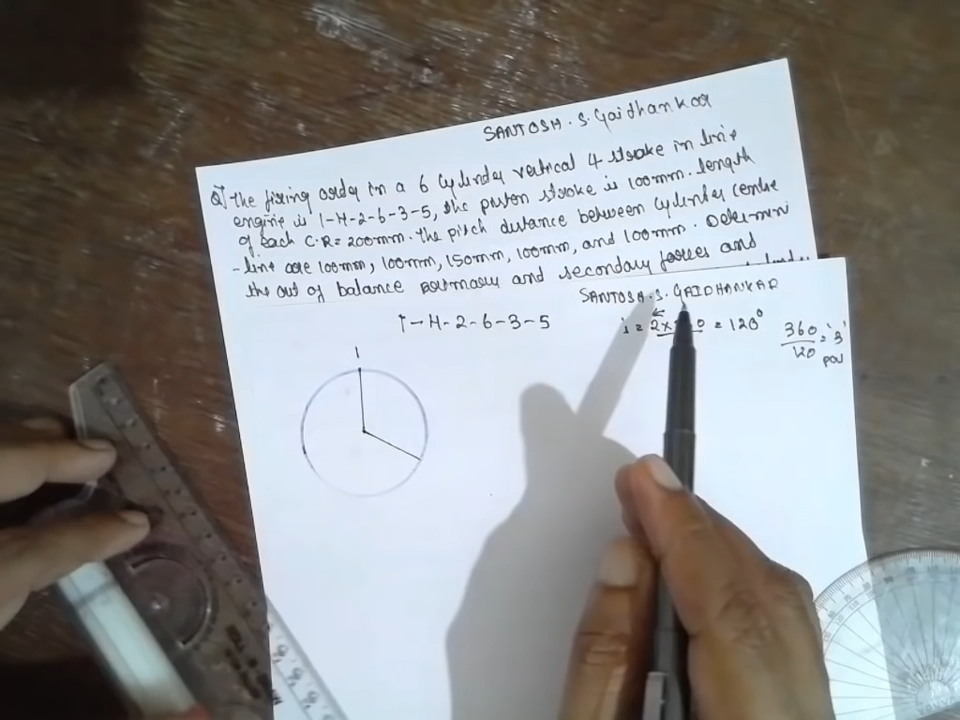 SANTOSH.S.Gaidhankar
Q) The firing order in a 6 cylinder vertical 4 stroke in line
engine is 1-4-2-6-3-5, the piston stroke is 100mm. length
of each C.R = 200mm. The pitch distance between cylinder centre
-line are 100mm, 100mm, 150mm, 100mm, and 100mm. Determin
the out of balance primary and secondary forces and
SANTOSH.S.GAIDHANKAR
1-4-2-6-3-5
= 120°
360
120
= '3'
1